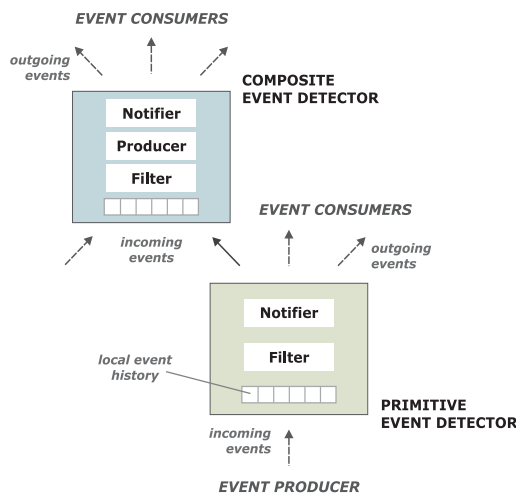 EVENT CONSUMERS
outgoing
events
COMPOSITE
EVENT DETECTOR
Notifier
Producer
Filter
incoming
events
EVENT CONSUMERS
outgoing
events
Notifier
Filter
local event
history
PRIMITIVE
EVENT DETECTOR
incoming
events
EVENT PRODUCER